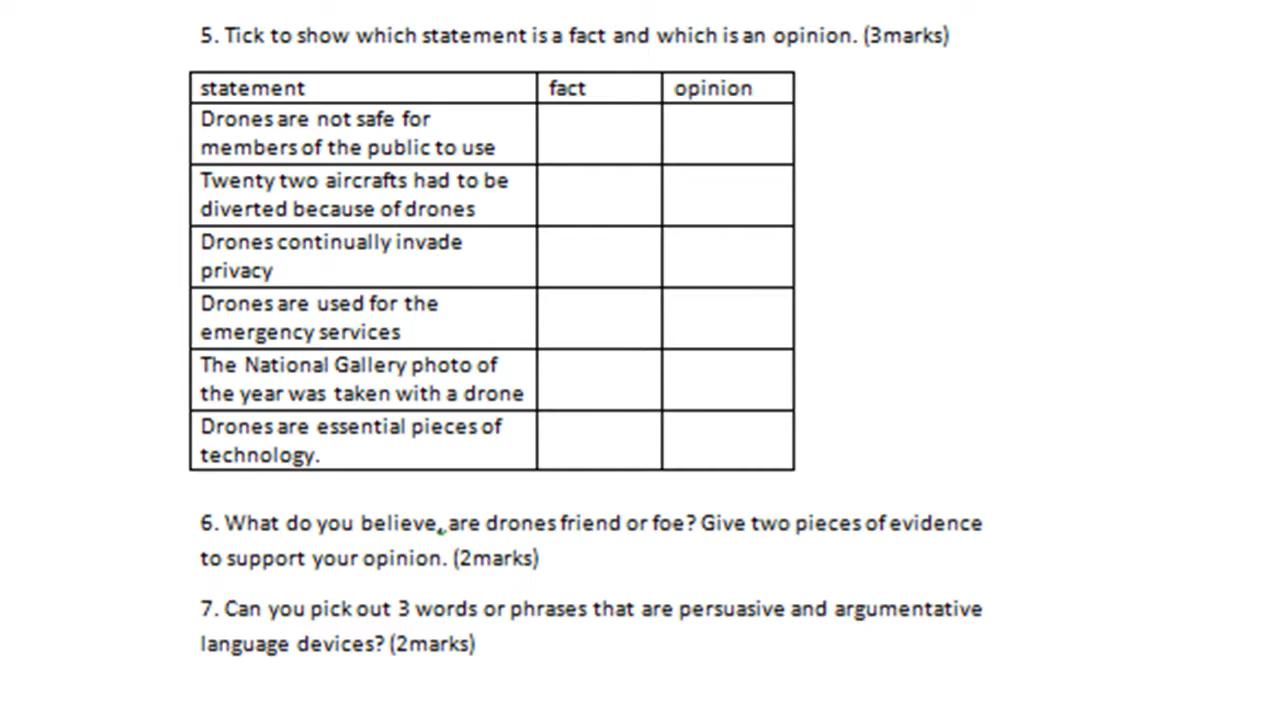 5. Tick to show which statement is a fact and which is an opinion. (3marks)
statement fact opinion
Drones are not safe for
members of the public to use
Twenty two aircrafts had to be
diverted because of drones
Drones continually invade
privacy
Drones are used for the
emergency services
The National Gallery photo of
the year was taken with a drone
Drones are essential pieces of
technology.
6. What do you believe, are drones friend or foe? Give two pieces of evidence
to support your opinion. (2marks)
7. Can you pick out 3 words or phrases that are persuasive and argumentative
language devices? (2marks)